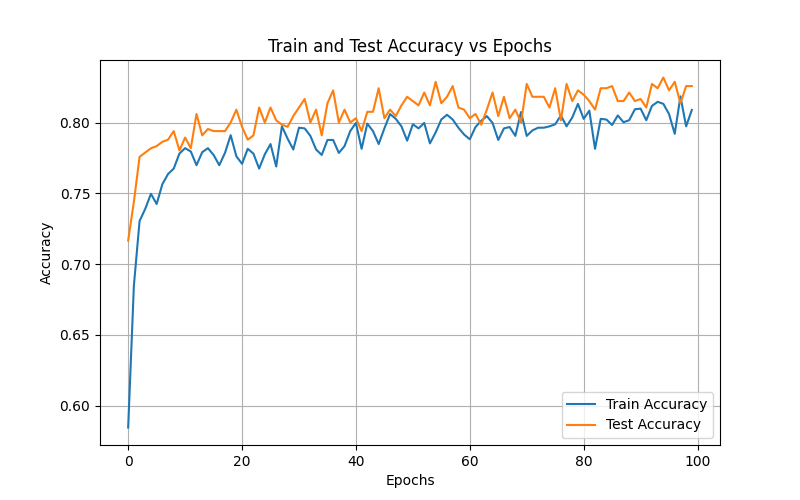 Train and Test Accuracy vs Epochs
Accuracy
0.80
0.75
0.70
0.65
0.60
0
20
40
60
80
100
Epochs
Train Accuracy
Test Accuracy